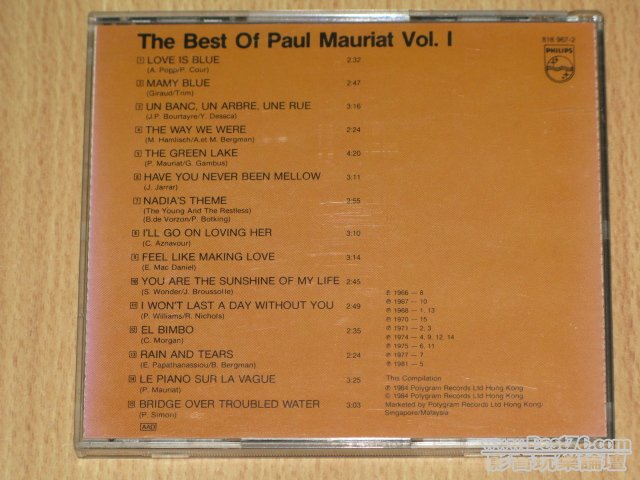 The Best Of Paul Mauriat Vol. I
818 967-2
PHILIPS
1 LOVE IS BLUE 2:32
(A. Popp/P. Cour)
2 MAMY BLUE 2:47
(Giraud/Trim)
3 UN BANC, UN ARBRE, UNE RUE 3:16
(J.P. Bourtayre/Y. Dessca)
4 THE WAY WE WERE 2:24
(M. Hamlisch/A.et M. Bergman)
5 THE GREEN LAKE 4:20
(P. Mauriat/G. Gambus)
6 HAVE YOU NEVER BEEN MELLOW 3:11
(J. Jarrar)
7 NADIA'S THEME 2:55
(The Young And The Restless)
(B.de Vorzon/P. Botking)
8 I'LL GO ON LOVING HER 3:10
(C. Aznavour)
9 FEEL LIKE MAKING LOVE 3:14
(E. Mac Daniel)
10 YOU ARE THE SUNSHINE OF MY LIFE 2:45
(S. Wonder/J. Broussolle)
11 I WON'T LAST A DAY WITHOUT YOU 2:49
(P. Williams/R. Nichols)
12 EL BIMBO 2:35
(C. Morgan)
13 RAIN AND TEARS 2:24
(E. Papathanassiou/B. Bergman)
14 LE PIANO SUR LA VAGUE 3:25
(P. Mauriat)
15 BRIDGE OVER TROUBLED WATER 3:03
(P. Simon)
AAD
℗ 1966 — 8
℗ 1967 — 10
℗ 1968 — 1, 13
℗ 1970 — 15
℗ 1971 — 2, 3
℗ 1974 — 4, 9, 12, 14
℗ 1975 — 6, 11
℗ 1977 — 7
℗ 1981 — 5
This Compilation
℗ 1984 Polygram Records Ltd Hong Kong
© 1984 Polygram Records Ltd Hong Kong
Marketed by Polygram Records Ltd Hong Kong/
Singapore/Malaysia